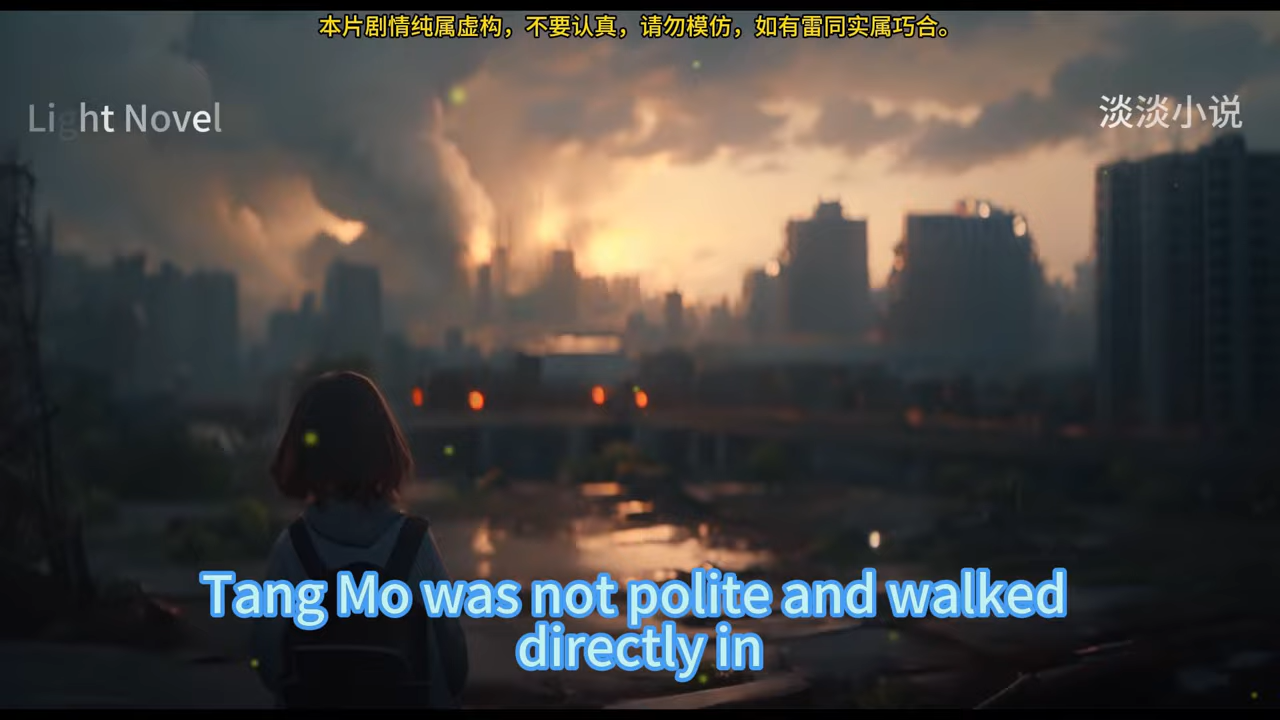 本片剧情纯属虚构，不要认真，请勿模仿，如有雷同实属巧合。
Light Novel
淡淡小说
Tang Mo was not polite and walked
directly in